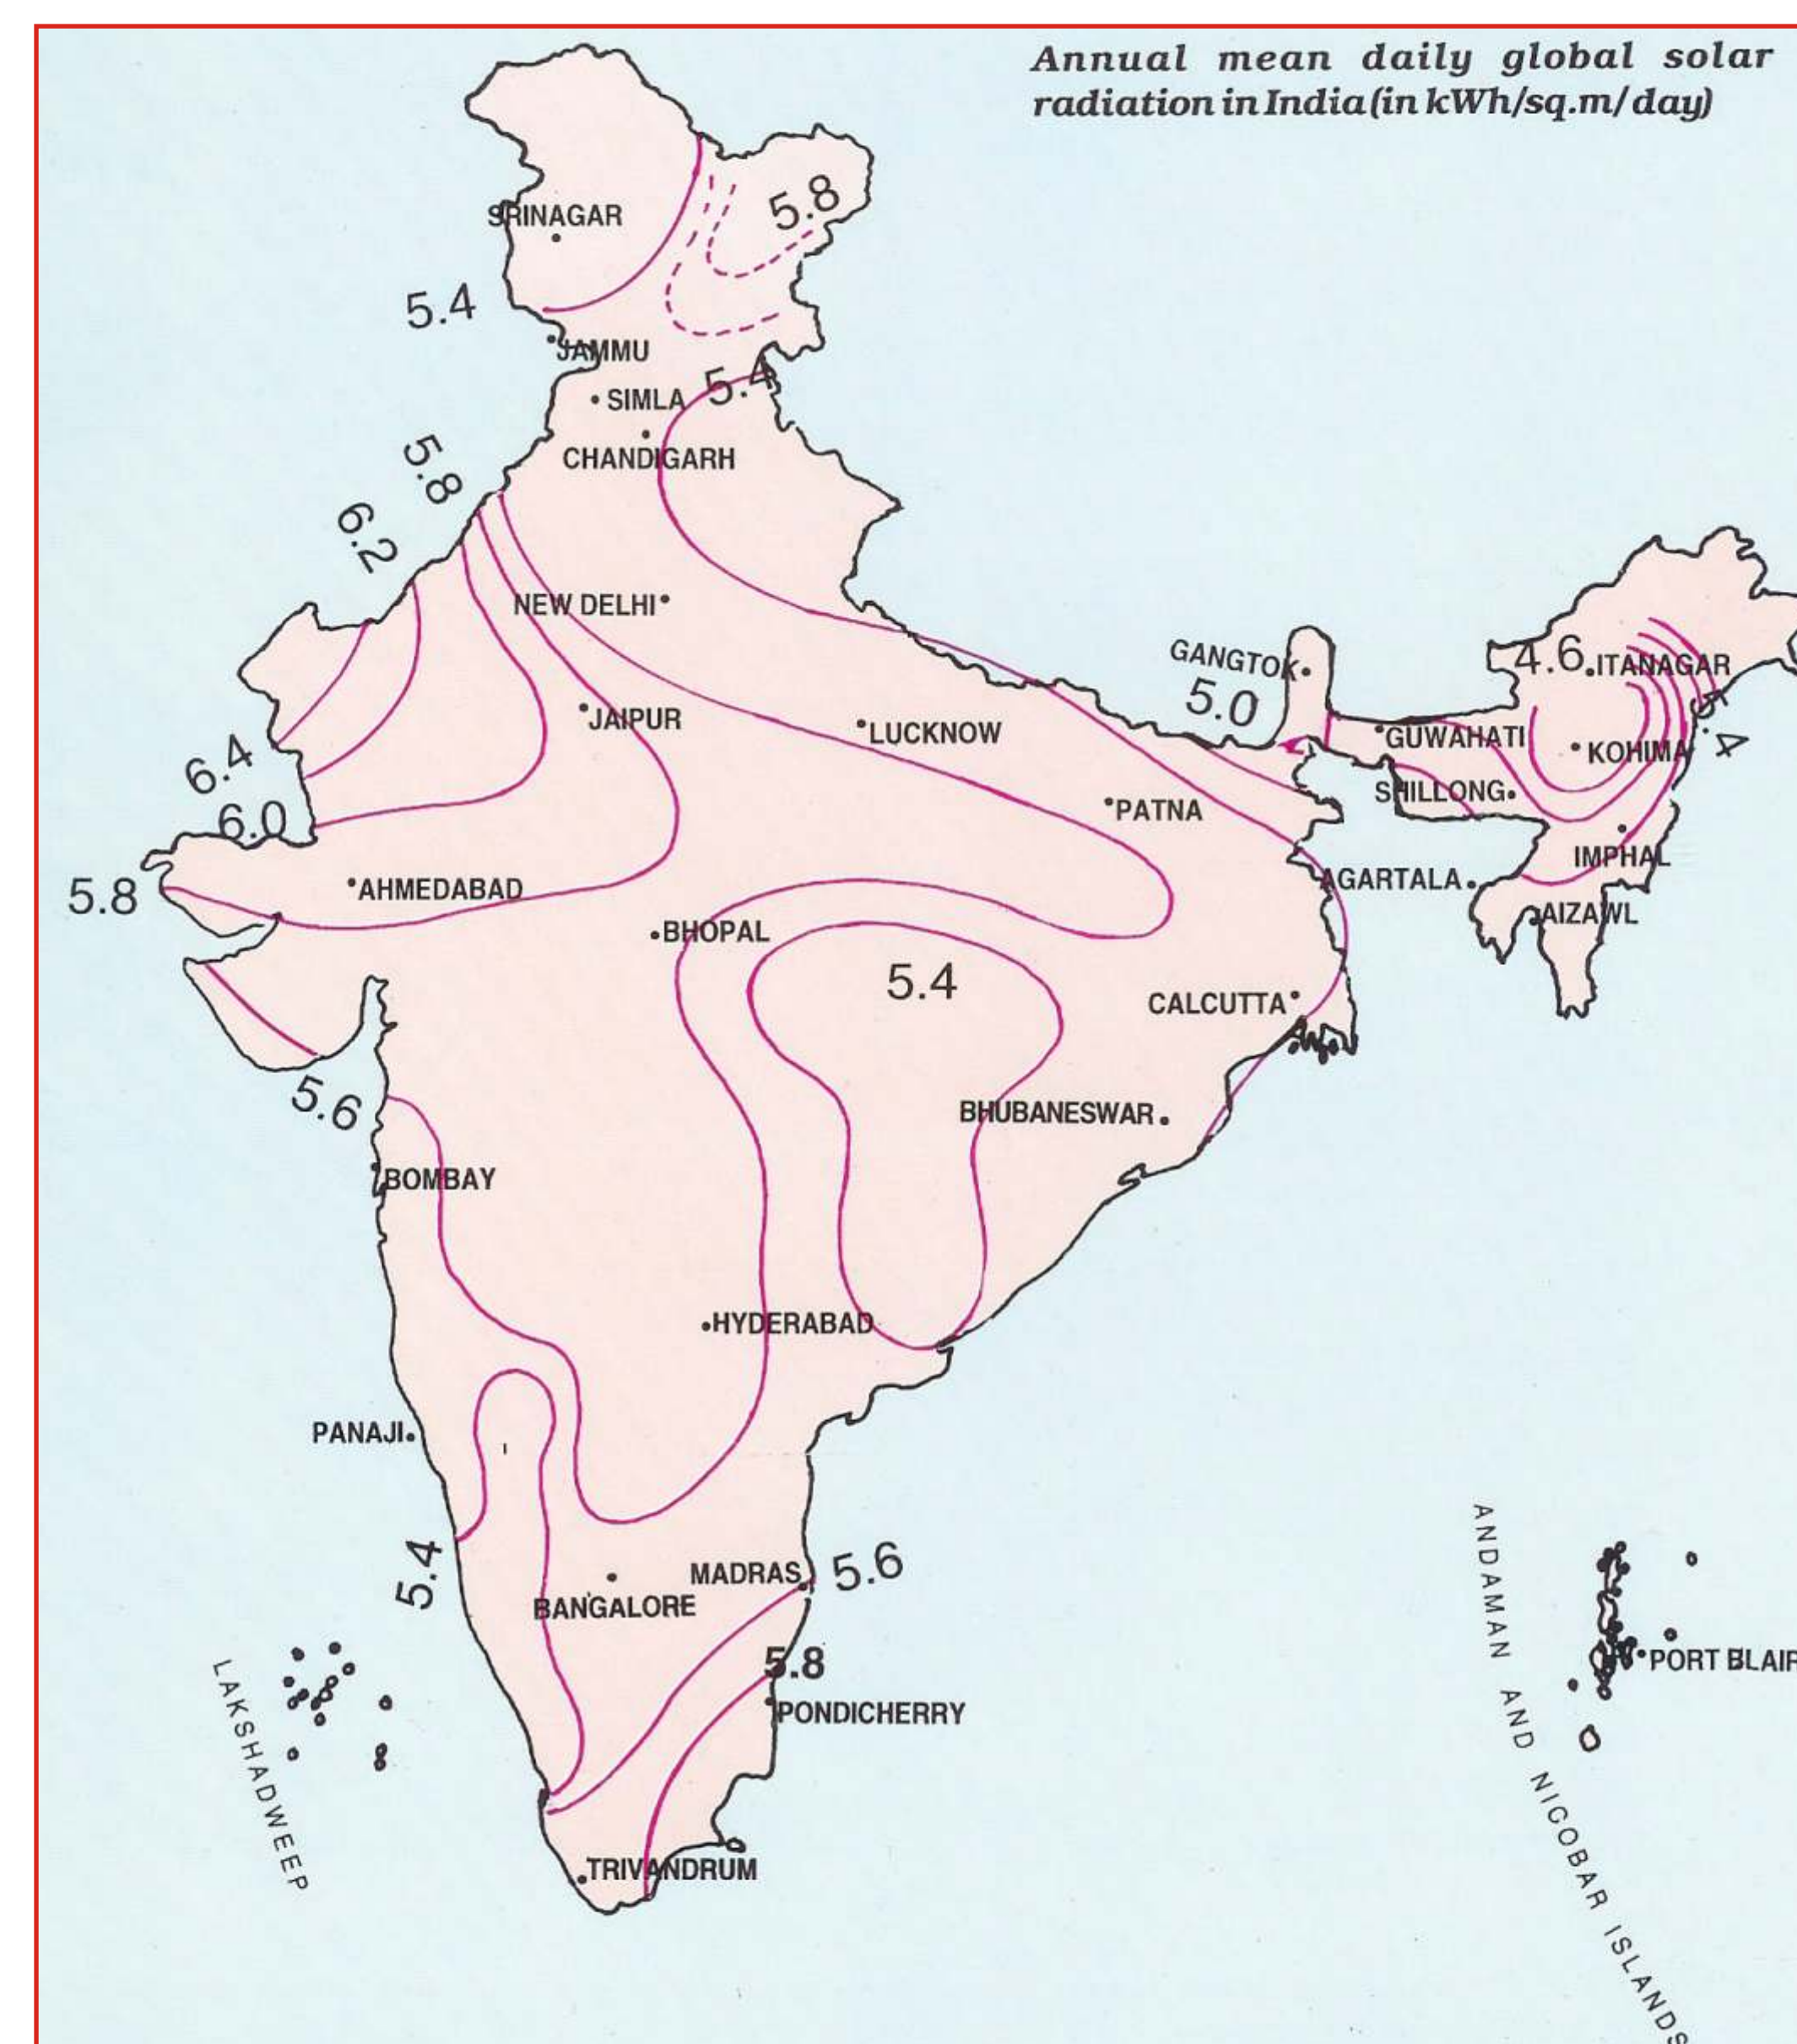 Annual mean daily global solar
radiation in India (in kWh/sq.m/day)
5.8
SRINAGAR
5.4
JAMMU
SIMLA
5.4
CHANDIGARH
5.8
6.2
NEW DELHI
GANGTOK
5.0
4.6
ITANAGAR
5.4
JAIPUR
LUCKNOW
GUWAHATI
KOHIMA
6.4
SHILLONG
6.0
PATNA
IMPHAL
5.8
AHMEDABAD
AGARTALA
AIZAWL
BHOPAL
5.4
CALCUTTA
5.6
BHUBANESWAR
BOMBAY
HYDERABAD
PANAJI
5.4
MADRAS
5.6
BANGALORE
5.8
PONDICHERRY
PORT BLAIR
LAKSHADWEEP
ANDAMAN AND NICOBAR ISLANDS
TRIVANDRUM